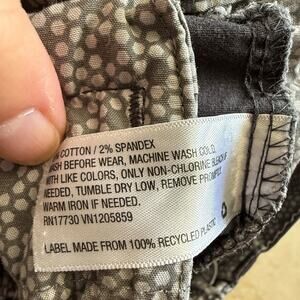 COTTON / 2% SPANDEX
WASH BEFORE WEAR, MACHINE WASH COLD,
WITH LIKE COLORS, ONLY NON-CHLORINE BLEACH IF
NEEDED, TUMBLE DRY LOW, REMOVE PROMPTLY
WARM IRON IF NEEDED.
RN17730 VN1205859
LABEL MADE FROM 100% RECYCLED PLASTIC